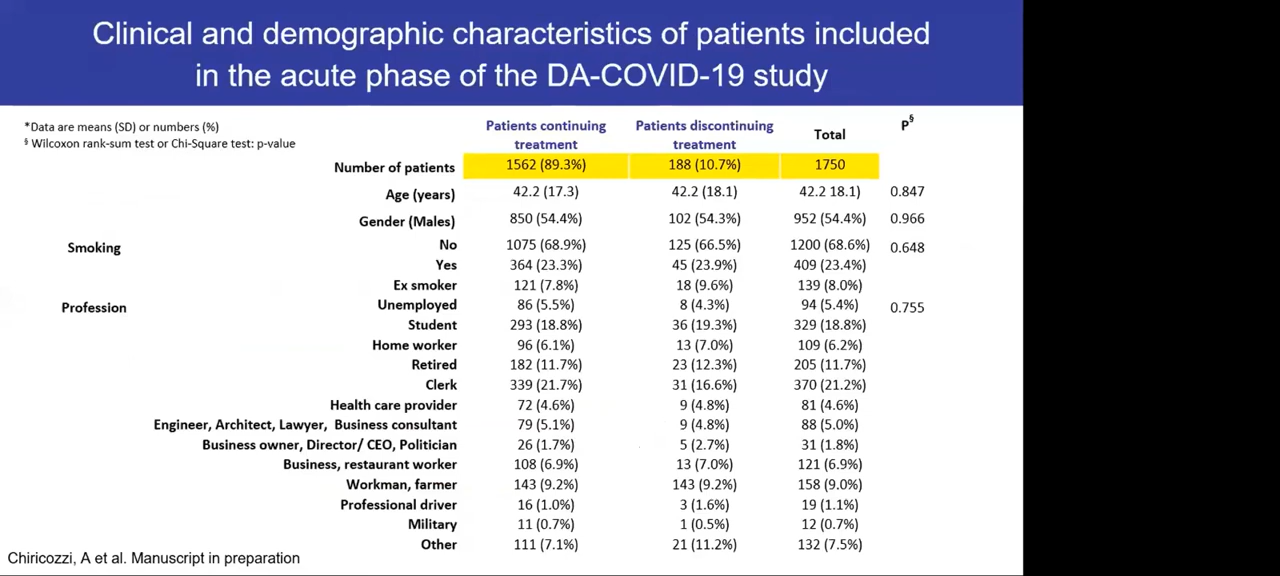 Clinical and demographic characteristics of patients included
in the acute phase of the DA-COVID-19 study
*Data are means (SD) or numbers (%)
§ Wilcoxon rank-sum test or Chi-Square test: p-value
Patients continuing treatment Patients discontinuing treatment Total P§
Number of patients 1562 (89.3%) 188 (10.7%) 1750
Age (years) 42.2 (17.3) 42.2 (18.1) 42.2 18.1) 0.847
Gender (Males) 850 (54.4%) 102 (54.3%) 952 (54.4%) 0.966
Smoking No 1075 (68.9%) 125 (66.5%) 1200 (68.6%) 0.648
Yes 364 (23.3%) 45 (23.9%) 409 (23.4%)
Ex smoker 121 (7.8%) 18 (9.6%) 139 (8.0%)
Profession Unemployed 86 (5.5%) 8 (4.3%) 94 (5.4%) 0.755
Student 293 (18.8%) 36 (19.3%) 329 (18.8%)
Home worker 96 (6.1%) 13 (7.0%) 109 (6.2%)
Retired 182 (11.7%) 23 (12.3%) 205 (11.7%)
Clerk 339 (21.7%) 31 (16.6%) 370 (21.2%)
Health care provider 72 (4.6%) 9 (4.8%) 81 (4.6%)
Engineer, Architect, Lawyer, Business consultant 79 (5.1%) 9 (4.8%) 88 (5.0%)
Business owner, Director/ CEO, Politician 26 (1.7%) 5 (2.7%) 31 (1.8%)
Business, restaurant worker 108 (6.9%) 13 (7.0%) 121 (6.9%)
Workman, farmer 143 (9.2%) 143 (9.2%) 158 (9.0%)
Professional driver 16 (1.0%) 3 (1.6%) 19 (1.1%)
Military 11 (0.7%) 1 (0.5%) 12 (0.7%)
Other 111 (7.1%) 21 (11.2%) 132 (7.5%)
Chiricozzi, A et al. Manuscript in preparation